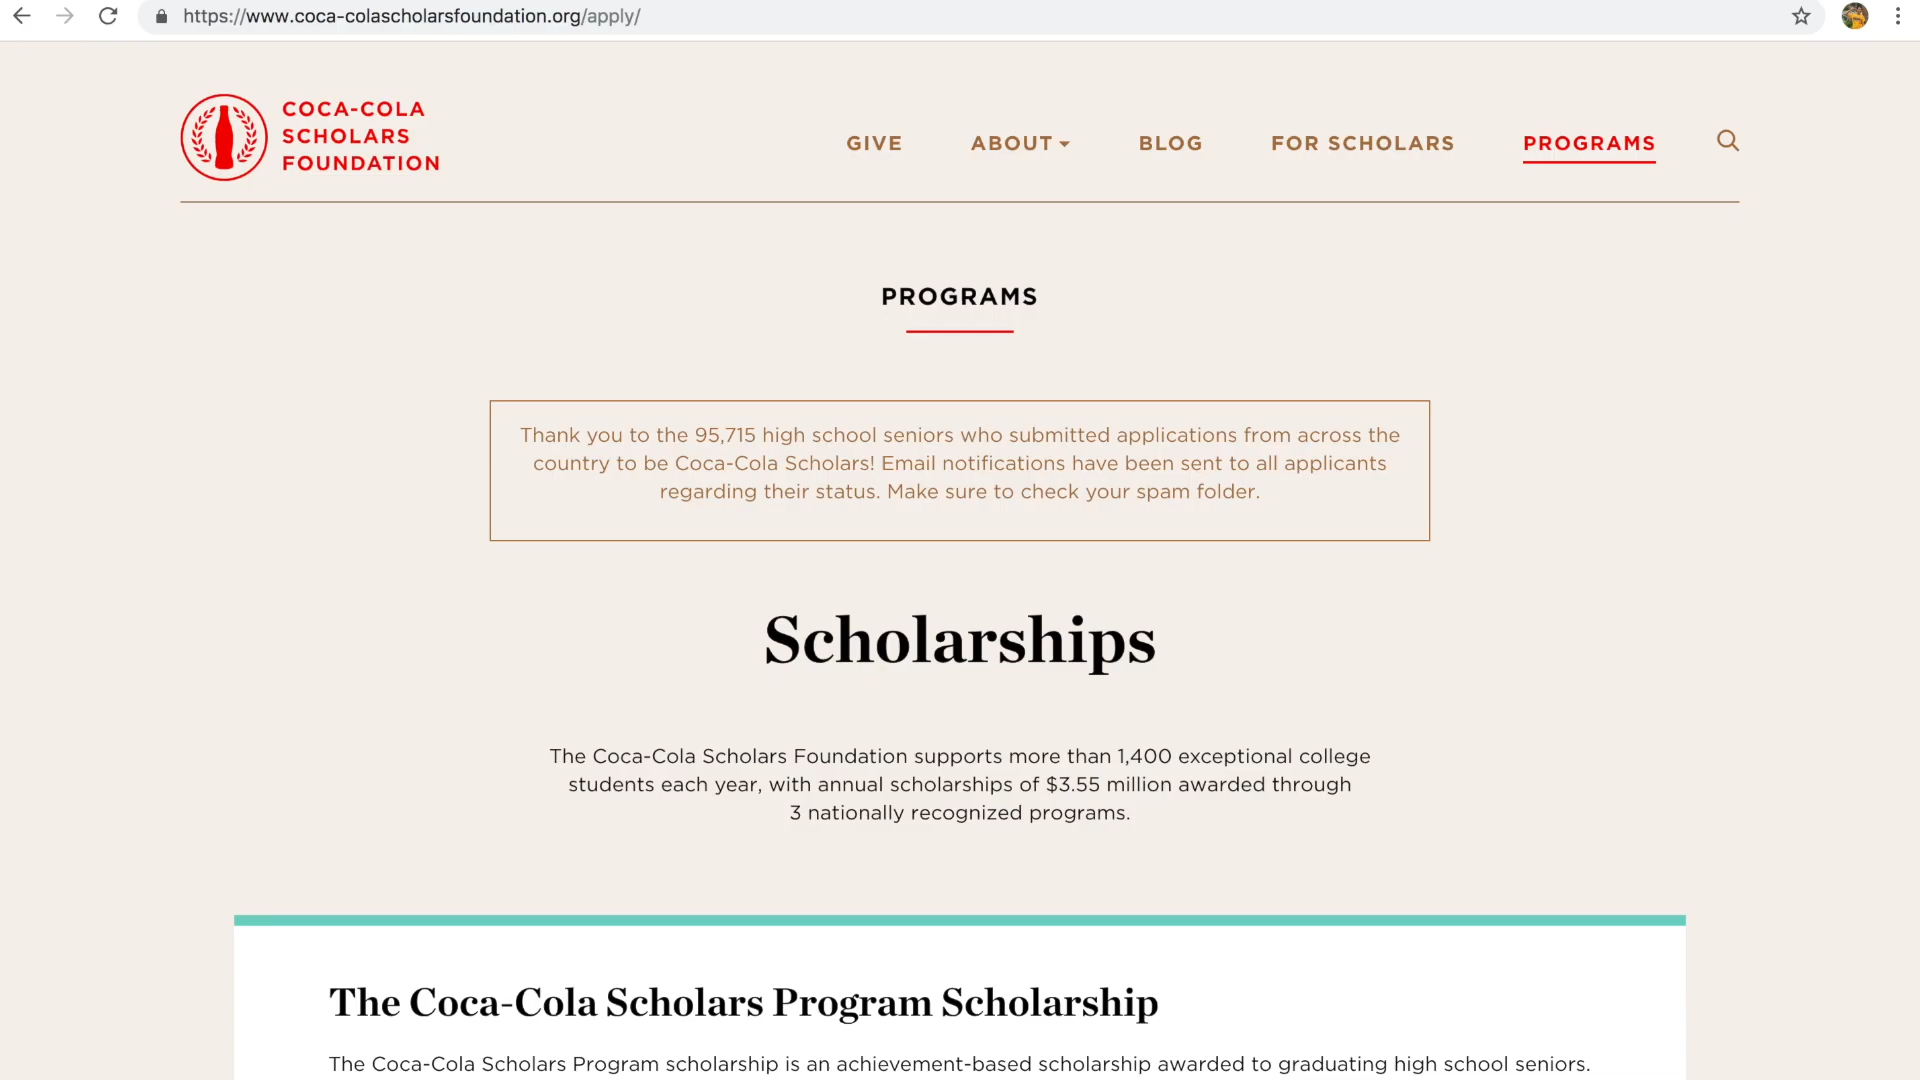 https://www.coca-colascholarsfoundation.org/apply/
COCA-COLA
SCHOLARS
FOUNDATION
GIVE
ABOUT
BLOG
FOR SCHOLARS
PROGRAMS
PROGRAMS
Thank you to the 95,715 high school seniors who submitted applications from across the
country to be Coca-Cola Scholars! Email notifications have been sent to all applicants
regarding their status. Make sure to check your spam folder.
Scholarships
The Coca-Cola Scholars Foundation supports more than 1,400 exceptional college
students each year, with annual scholarships of $3.55 million awarded through
3 nationally recognized programs.
The Coca-Cola Scholars Program Scholarship
The Coca-Cola Scholars Program scholarship is an achievement-based scholarship awarded to graduating high school seniors.